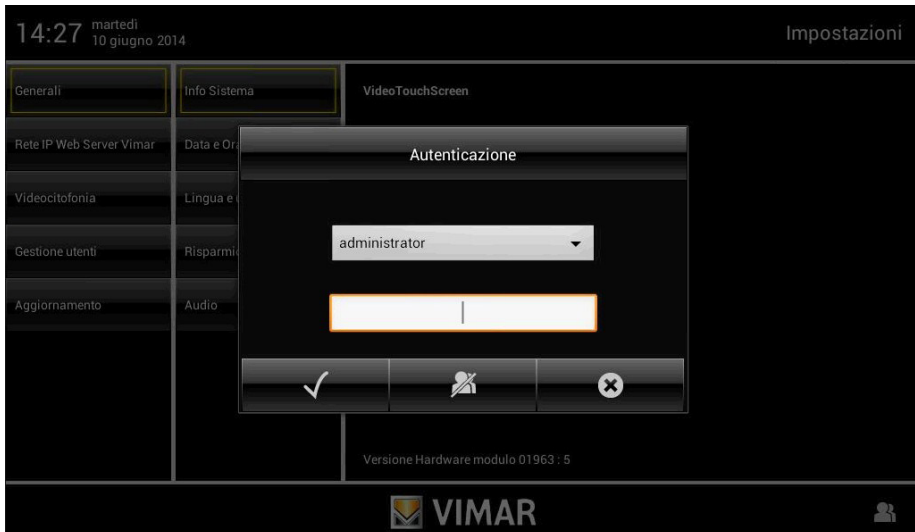 14:27 martedì
10 giugno 2014
Impostazioni
Generali
Info Sistema
VideoTouchScreen
Rete IP Web Server Vimar
Data e Ora
Autenticazione
Videocitofonia
Lingua e
administrator
Gestione utenti
Risparmi
Aggiornamento
Audio
Versione Hardware modulo 01963 : 5
VIMAR